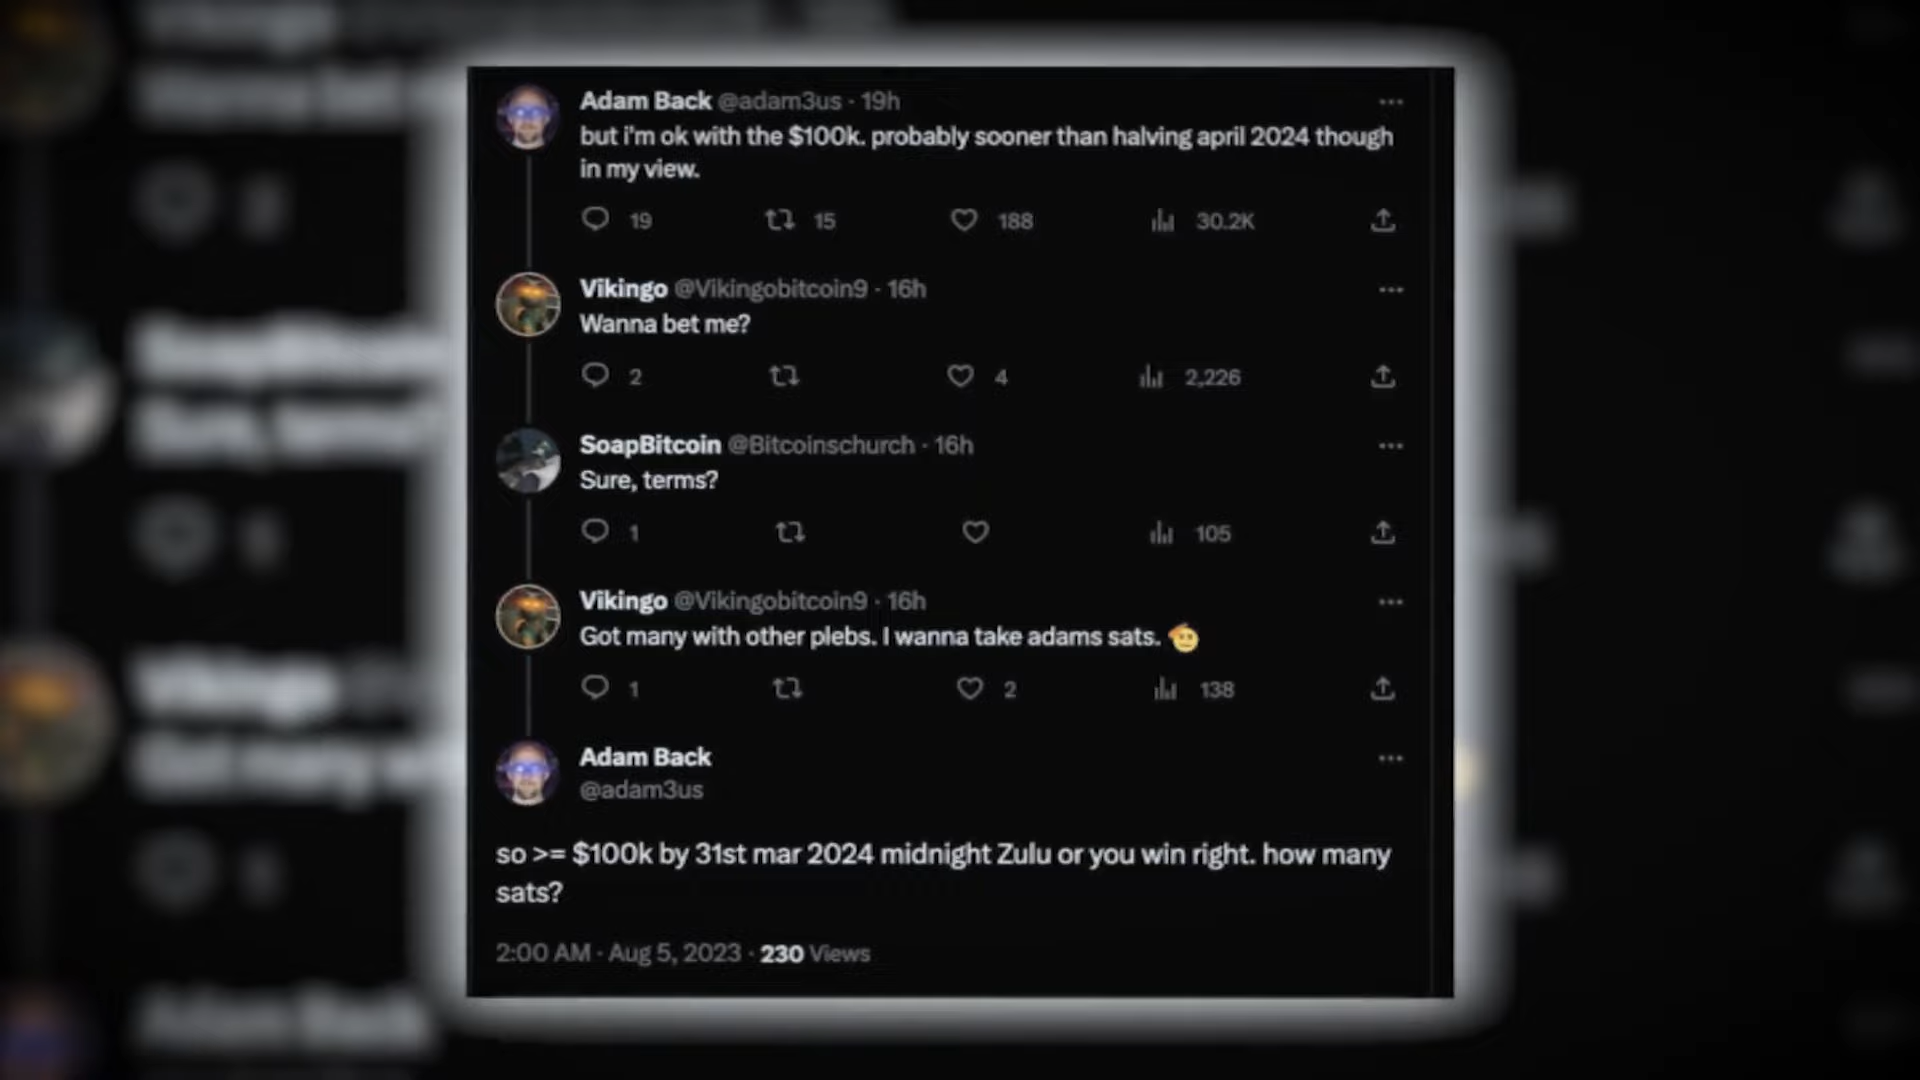 Adam Back @adam3us · 19h
but i'm ok with the $100k. probably sooner than halving april 2024 though
in my view.
19 15 188 30.2K
Vikingo @Vikingobitcoin9 · 16h
Wanna bet me?
2 4 2,226
SoapBitcoin @Bitcoinschurch · 16h
Sure, terms?
1 105
Vikingo @Vikingobitcoin9 · 16h
Got many with other plebs. I wanna take adams sats. 🫡
1 2 138
Adam Back
@adam3us
so >= $100k by 31st mar 2024 midnight Zulu or you win right. how many
sats?
2:00 AM · Aug 5, 2023 · 230 Views